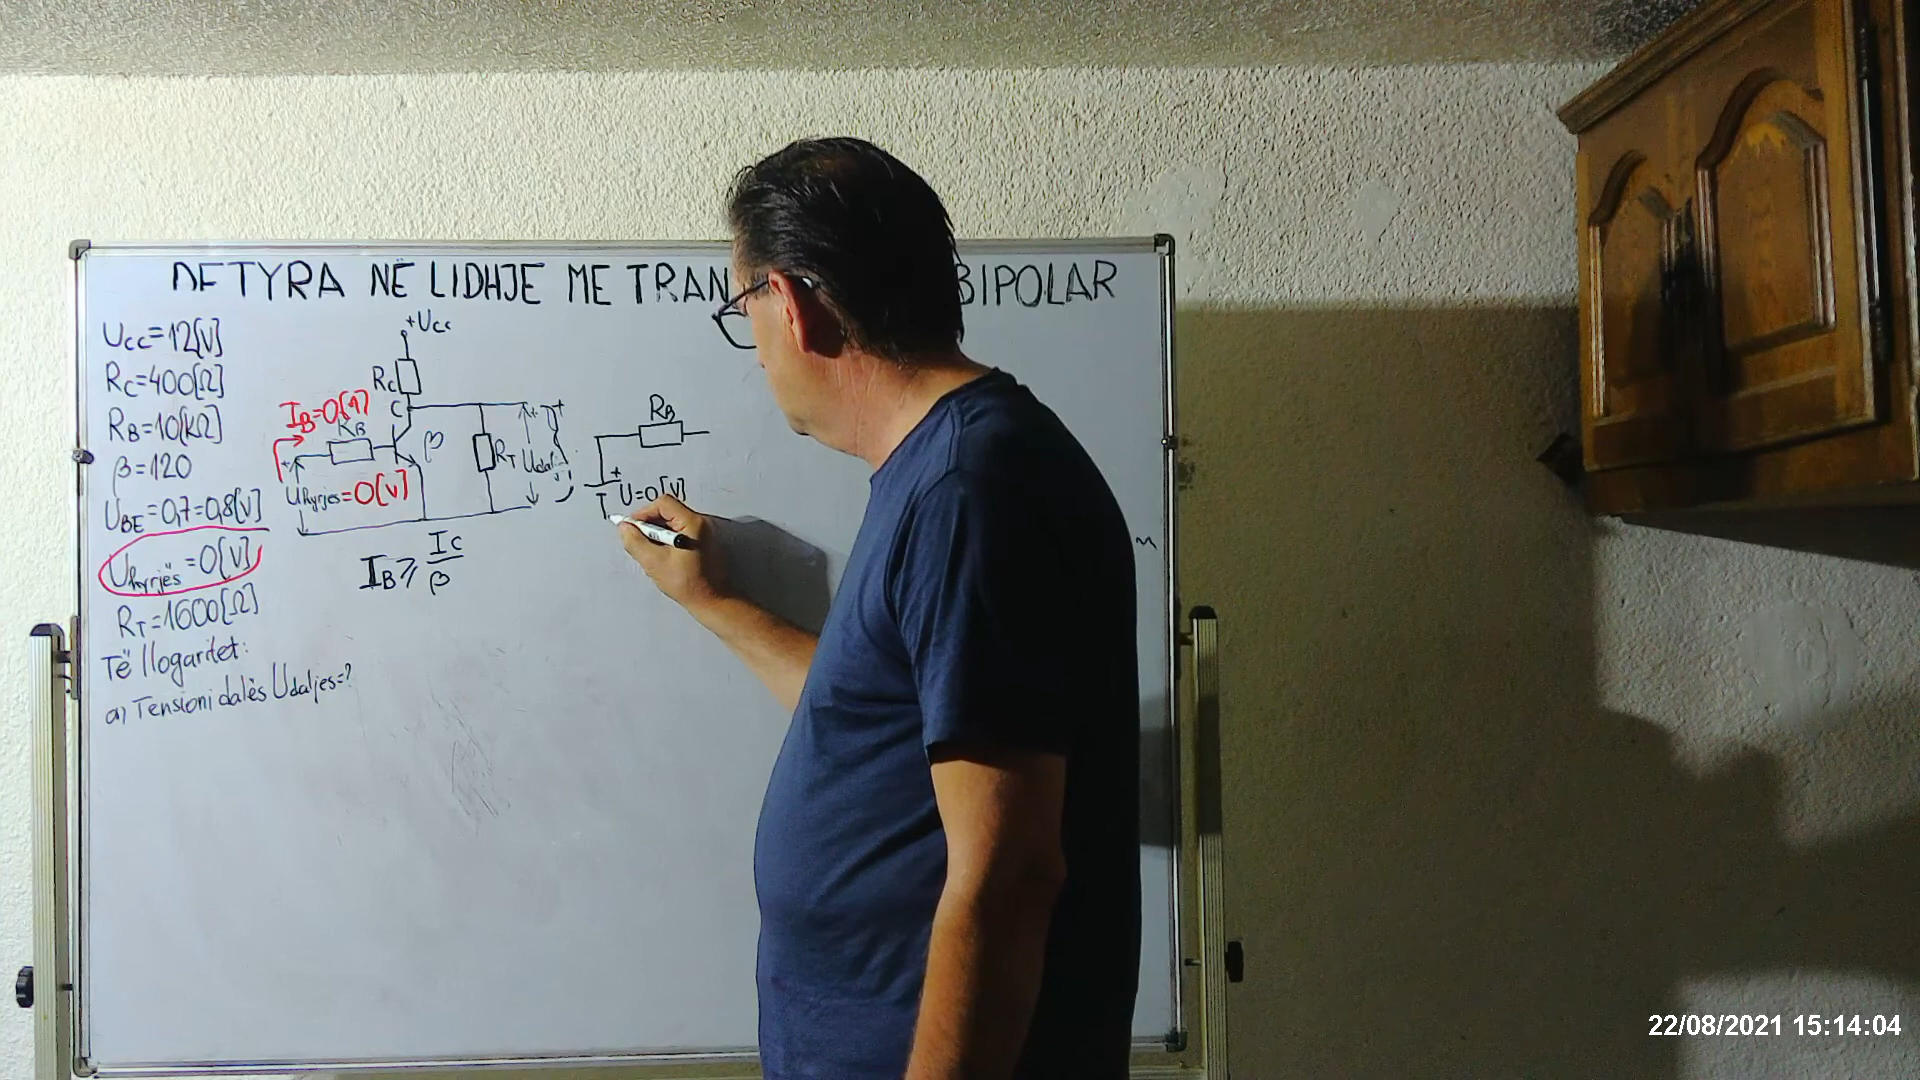 DETYRA NË LIDHJE ME TRAN BIPOLAR
UCC=12[V]
RC=400[Ω]
RB=10[KΩ]
β=120
UBE=0,7÷0,8[V]
Uhyrjës=0[V]
RT=1600[Ω]
Të llogaritet:
a) Tensioni dalës Udaljes=?
+UCC
RC
C
IB=0[A]
RB
β
RT
Udal
+
Uhyrjes=0[V]
IB≥IC/β
RB
+
U=0[V]
22/08/2021 15:14:04